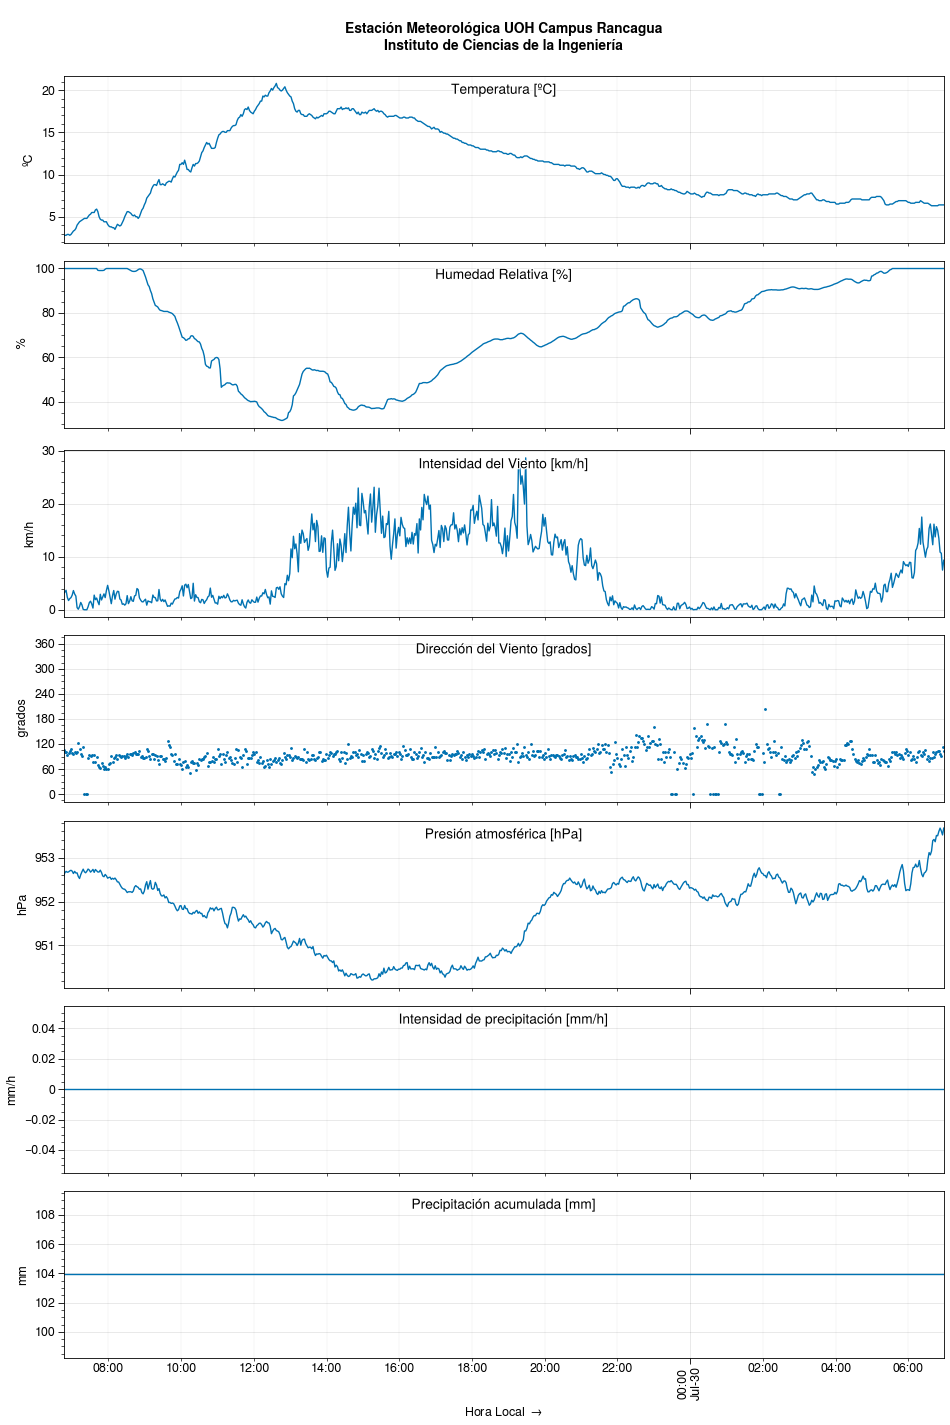 Estación Meteorológica UOH Campus Rancagua
Instituto de Ciencias de la Ingeniería
Temperatura [ºC]
ºC
20
15
10
5
Humedad Relativa [%]
%
100
80
60
40
Intensidad del Viento [km/h]
km/h
30
20
10
0
Dirección del Viento [grados]
grados
360
300
240
180
120
60
0
Presión atmosférica [hPa]
hPa
953
952
951
Intensidad de precipitación [mm/h]
mm/h
0.04
0.02
0
−0.02
−0.04
Precipitación acumulada [mm]
mm
108
106
104
102
100
08:00 10:00 12:00 14:00 16:00 18:00 20:00 22:00 00:00 02:00 04:00 06:00
Jul-30
Hora Local →